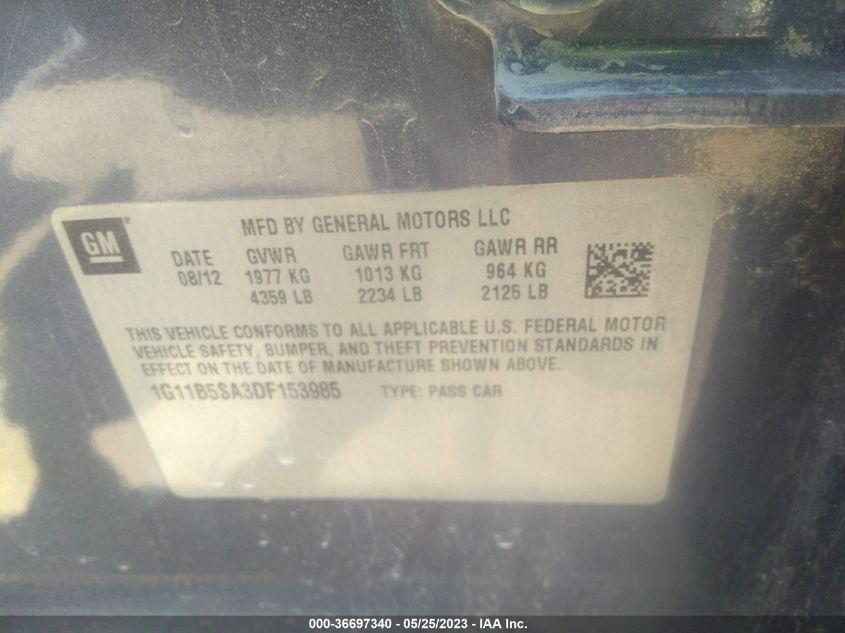 GM
MFD BY GENERAL MOTORS LLC
DATE GVWR GAWR FRT GAWR RR
08/12 1977 KG 1013 KG 964 KG
4359 LB 2234 LB 2125 LB
THIS VEHICLE CONFORMS TO ALL APPLICABLE U.S. FEDERAL MOTOR
VEHICLE SAFETY, BUMPER, AND THEFT PREVENTION STANDARDS IN
EFFECT ON THE DATE OF MANUFACTURE SHOWN ABOVE.
1G11B5SA3DF153985 TYPE: PASS CAR
000-36697340 - 05/25/2023 - IAA Inc.